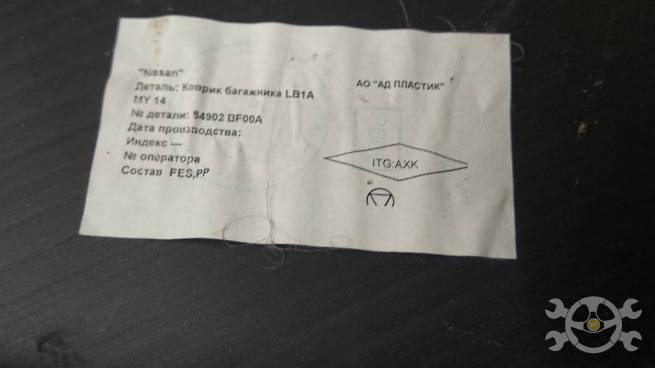 "Nissan"
Деталь: Коврик багажника LB1A
MY 14
№ детали: 84902 BF00A
Дата производства:
Индекс ---
№ оператора
Состав PES,PP
АО "АД ПЛАСТИК"
ITG:AXK